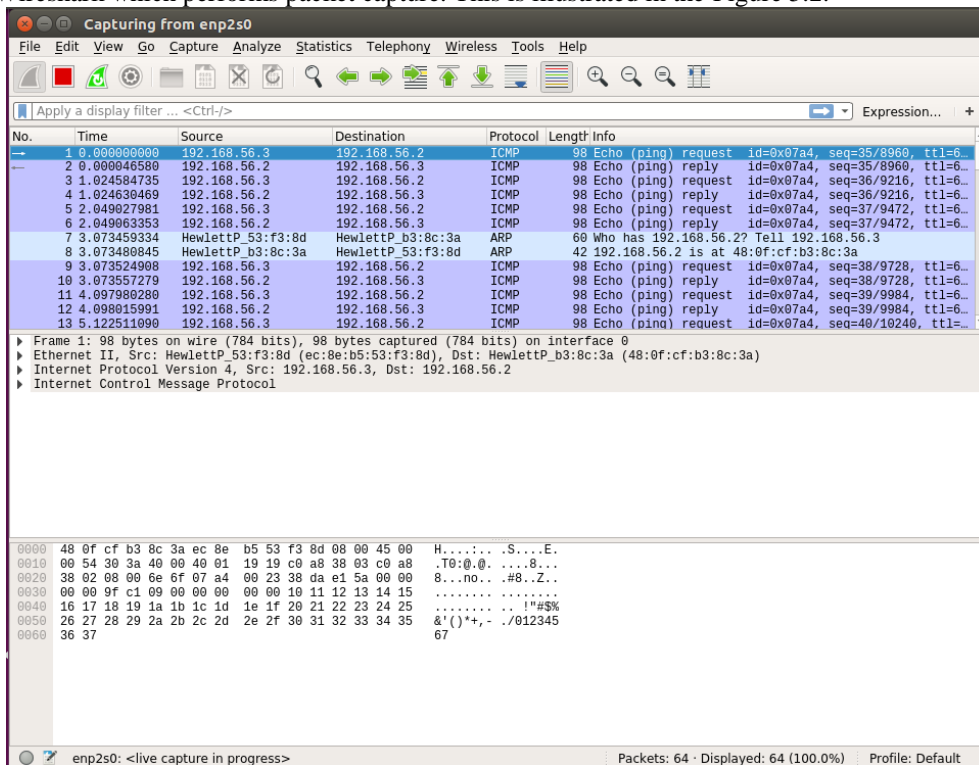 Wireshark which performs packet capture. This is illustrated in the Figure 3.2.
Capturing from enp2s0
File Edit View Go Capture Analyze Statistics Telephony Wireless Tools Help
Apply a display filter ... <Ctrl-/> Expression... +
No. Time Source Destination Protocol Length Info
1 0.000000000 192.168.56.3 192.168.56.2 ICMP 98 Echo (ping) request id=0x07a4, seq=35/8960, ttl=6…
2 0.000046580 192.168.56.2 192.168.56.3 ICMP 98 Echo (ping) reply id=0x07a4, seq=35/8960, ttl=6…
3 1.024584735 192.168.56.3 192.168.56.2 ICMP 98 Echo (ping) request id=0x07a4, seq=36/9216, ttl=6…
4 1.024630469 192.168.56.2 192.168.56.3 ICMP 98 Echo (ping) reply id=0x07a4, seq=36/9216, ttl=6…
5 2.049027981 192.168.56.3 192.168.56.2 ICMP 98 Echo (ping) request id=0x07a4, seq=37/9472, ttl=6…
6 2.049063353 192.168.56.2 192.168.56.3 ICMP 98 Echo (ping) reply id=0x07a4, seq=37/9472, ttl=6…
7 3.073459334 HewlettP_53:f3:8d HewlettP_b3:8c:3a ARP 60 Who has 192.168.56.2? Tell 192.168.56.3
8 3.073480845 HewlettP_b3:8c:3a HewlettP_53:f3:8d ARP 42 192.168.56.2 is at 48:0f:cf:b3:8c:3a
9 3.073524908 192.168.56.3 192.168.56.2 ICMP 98 Echo (ping) request id=0x07a4, seq=38/9728, ttl=6…
10 3.073557279 192.168.56.2 192.168.56.3 ICMP 98 Echo (ping) reply id=0x07a4, seq=38/9728, ttl=6…
11 4.097980280 192.168.56.3 192.168.56.2 ICMP 98 Echo (ping) request id=0x07a4, seq=39/9984, ttl=6…
12 4.098015991 192.168.56.2 192.168.56.3 ICMP 98 Echo (ping) reply id=0x07a4, seq=39/9984, ttl=6…
13 5.122511090 192.168.56.3 192.168.56.2 ICMP 98 Echo (ping) request id=0x07a4, seq=40/10240, ttl=…
Frame 1: 98 bytes on wire (784 bits), 98 bytes captured (784 bits) on interface 0
Ethernet II, Src: HewlettP_53:f3:8d (ec:8e:b5:53:f3:8d), Dst: HewlettP_b3:8c:3a (48:0f:cf:b3:8c:3a)
Internet Protocol Version 4, Src: 192.168.56.3, Dst: 192.168.56.2
Internet Control Message Protocol
0000 48 0f cf b3 8c 3a ec 8e b5 53 f3 8d 08 00 45 00 H....:.. .S....E.
0010 00 54 30 3a 40 00 40 01 19 19 c0 a8 38 03 c0 a8 .T0:@.@. ....8...
0020 38 02 08 00 6e 6f 07 a4 00 23 38 da e1 5a 00 00 8...no.. .#8..Z..
0030 00 00 9f c1 09 00 00 00 00 00 10 11 12 13 14 15 ........ ........
0040 16 17 18 19 1a 1b 1c 1d 1e 1f 20 21 22 23 24 25 ........ .. !"#$%
0050 26 27 28 29 2a 2b 2c 2d 2e 2f 30 31 32 33 34 35 &'()*+,- ./012345
0060 36 37 67
enp2s0: <live capture in progress> Packets: 64 · Displayed: 64 (100.0%) Profile: Default